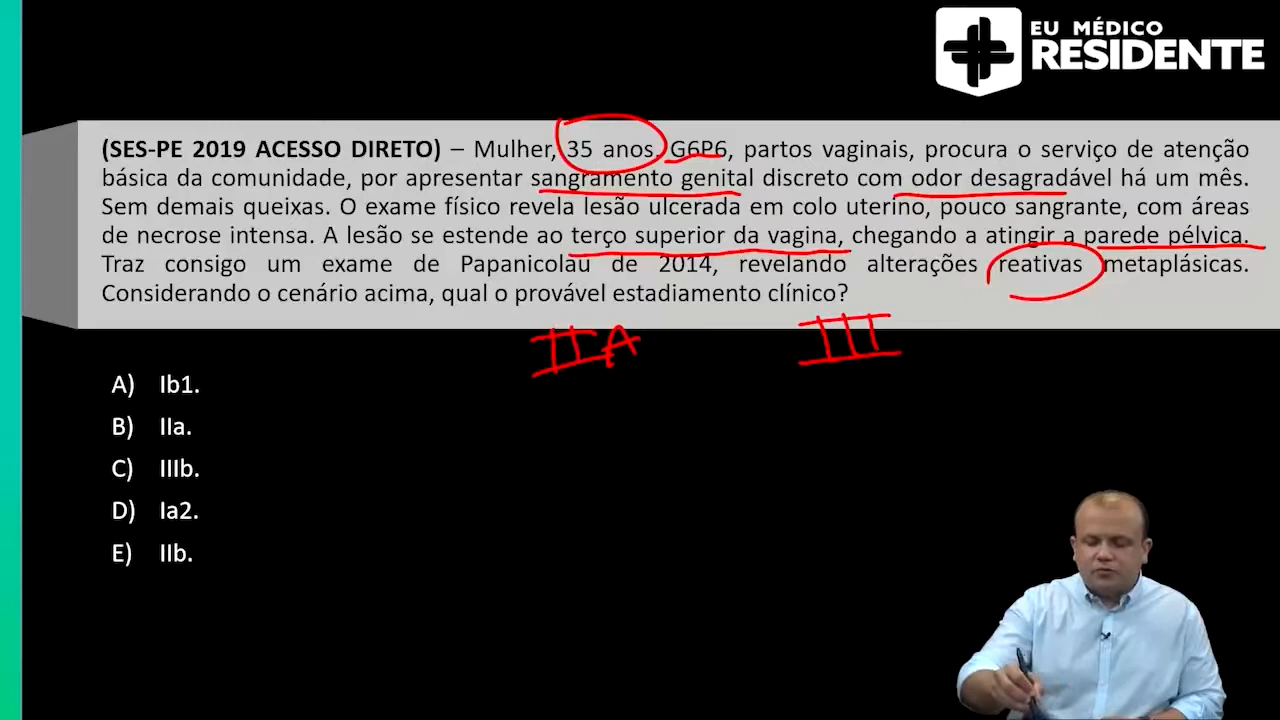 EU MÉDICO
RESIDENTE
(SES-PE 2019 ACESSO DIRETO) – Mulher, 35 anos, G6P6, partos vaginais, procura o serviço de atenção
básica da comunidade, por apresentar sangramento genital discreto com odor desagradável há um mês.
Sem demais queixas. O exame físico revela lesão ulcerada em colo uterino, pouco sangrante, com áreas
de necrose intensa. A lesão se estende ao terço superior da vagina, chegando a atingir a parede pélvica.
Traz consigo um exame de Papanicolau de 2014, revelando alterações reativas metaplásicas.
Considerando o cenário acima, qual o provável estadiamento clínico?
IIA III
A) Ib1.
B) IIa.
C) IIIb.
D) Ia2.
E) IIb.